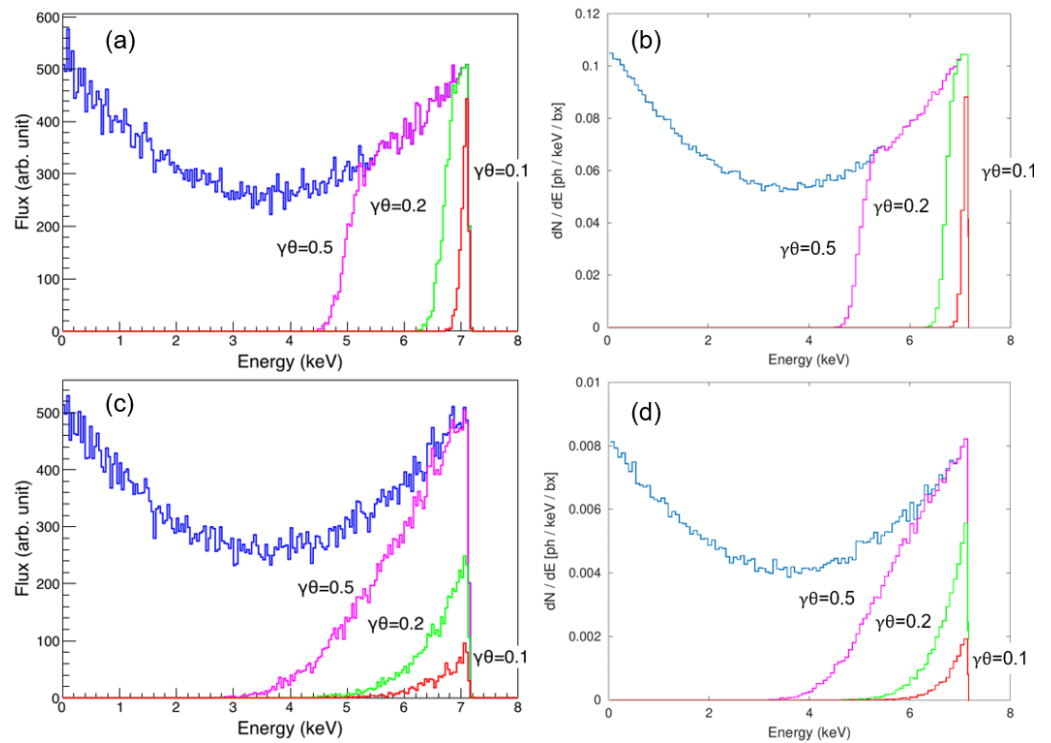 (a)
Flux (arb. unit)
600
500
400
300
200
100
0
γθ=0.1
γθ=0.2
γθ=0.5
0 1 2 3 4 5 6 7 8
Energy (keV)
(b)
dN / dE [ph / keV / bx]
0.12
0.1
0.08
0.06
0.04
0.02
0
γθ=0.1
γθ=0.2
γθ=0.5
0 2 4 6 8
Energy (keV)
(c)
Flux (arb. unit)
500
400
300
200
100
0
γθ=0.5
γθ=0.2
γθ=0.1
0 1 2 3 4 5 6 7 8
Energy (keV)
(d)
dN / dE [ph / keV / bx]
0.01
0.008
0.006
0.004
0.002
0
γθ=0.5
γθ=0.2
γθ=0.1
0 2 4 6 8
Energy (keV)